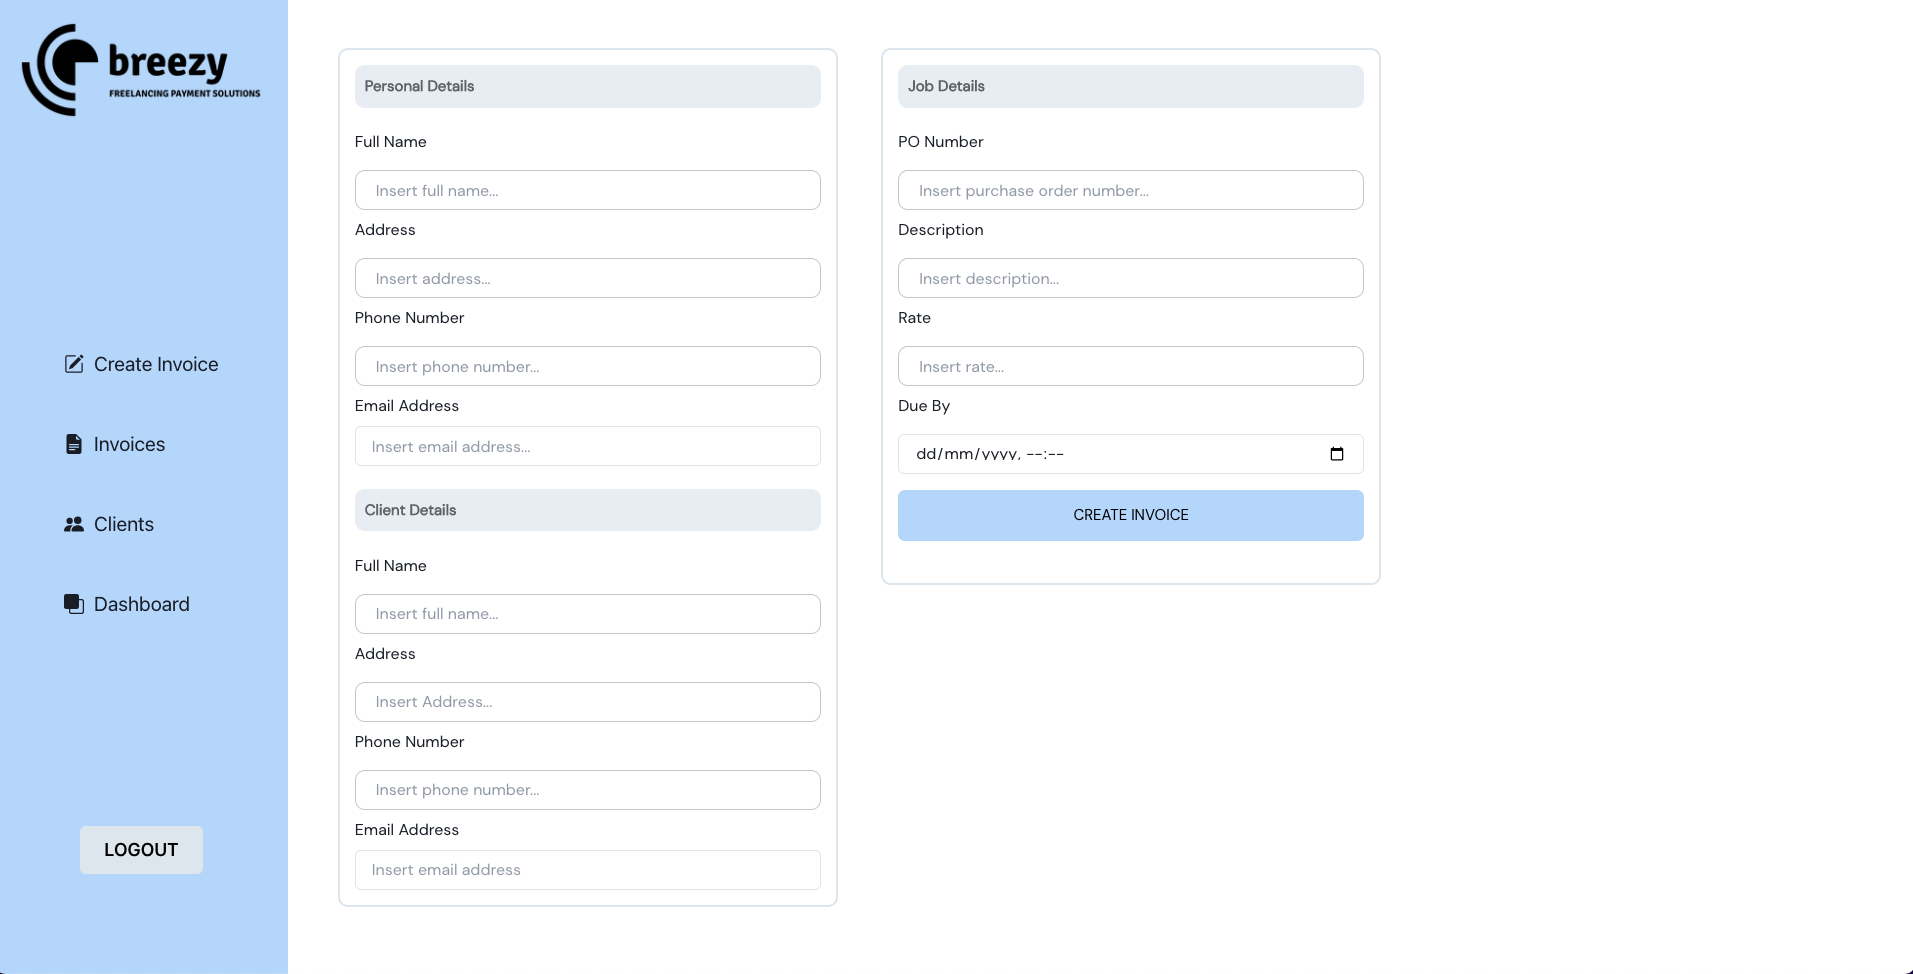 breezy
FREELANCING PAYMENT SOLUTIONS
Create Invoice
Invoices
Clients
Dashboard
LOGOUT
Personal Details
Full Name
Insert full name...
Address
Insert address...
Phone Number
Insert phone number...
Email Address
Insert email address...
Client Details
Full Name
Insert full name...
Address
Insert Address...
Phone Number
Insert phone number...
Email Address
Insert email address
Job Details
PO Number
Insert purchase order number...
Description
Insert description...
Rate
Insert rate...
Due By
dd/mm/yyyy, --:--
CREATE INVOICE